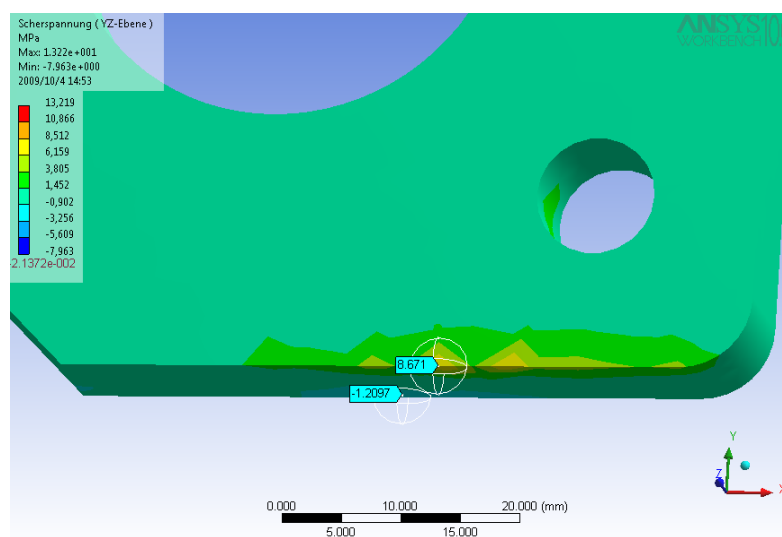 Scherspannung ( YZ-Ebene )
MPa
Max: 1.322e+001
Min: -7.963e+000
2009/10/4 14:53
13,219
10,866
8,512
6,159
3,805
1,452
-0,902
-3,256
-5,609
-7,963
-2.1372e-002
ANSYS 10
WORKBENCH
8.671
-1.2097
Y
Z
X
0.000 10.000 20.000 (mm)
5.000 15.000